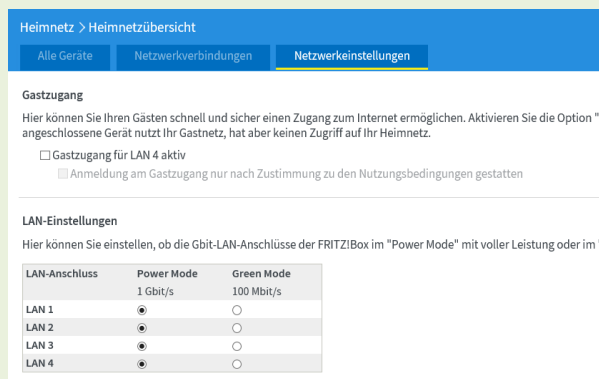 Heimnetz > Heimnetzübersicht
Alle Geräte Netzwerkverbindungen Netzwerkeinstellungen
Gastzugang
Hier können Sie Ihren Gästen schnell und sicher einen Zugang zum Internet ermöglichen. Aktivieren Sie die Option "
angeschlossene Gerät nutzt Ihr Gastnetz, hat aber keinen Zugriff auf Ihr Heimnetz.
Gastzugang für LAN 4 aktiv
Anmeldung am Gastzugang nur nach Zustimmung zu den Nutzungsbedingungen gestatten
LAN-Einstellungen
Hier können Sie einstellen, ob die Gbit-LAN-Anschlüsse der FRITZ!Box im "Power Mode" mit voller Leistung oder im "
LAN-Anschluss Power Mode Green Mode
1 Gbit/s 100 Mbit/s
LAN 1
LAN 2
LAN 3
LAN 4